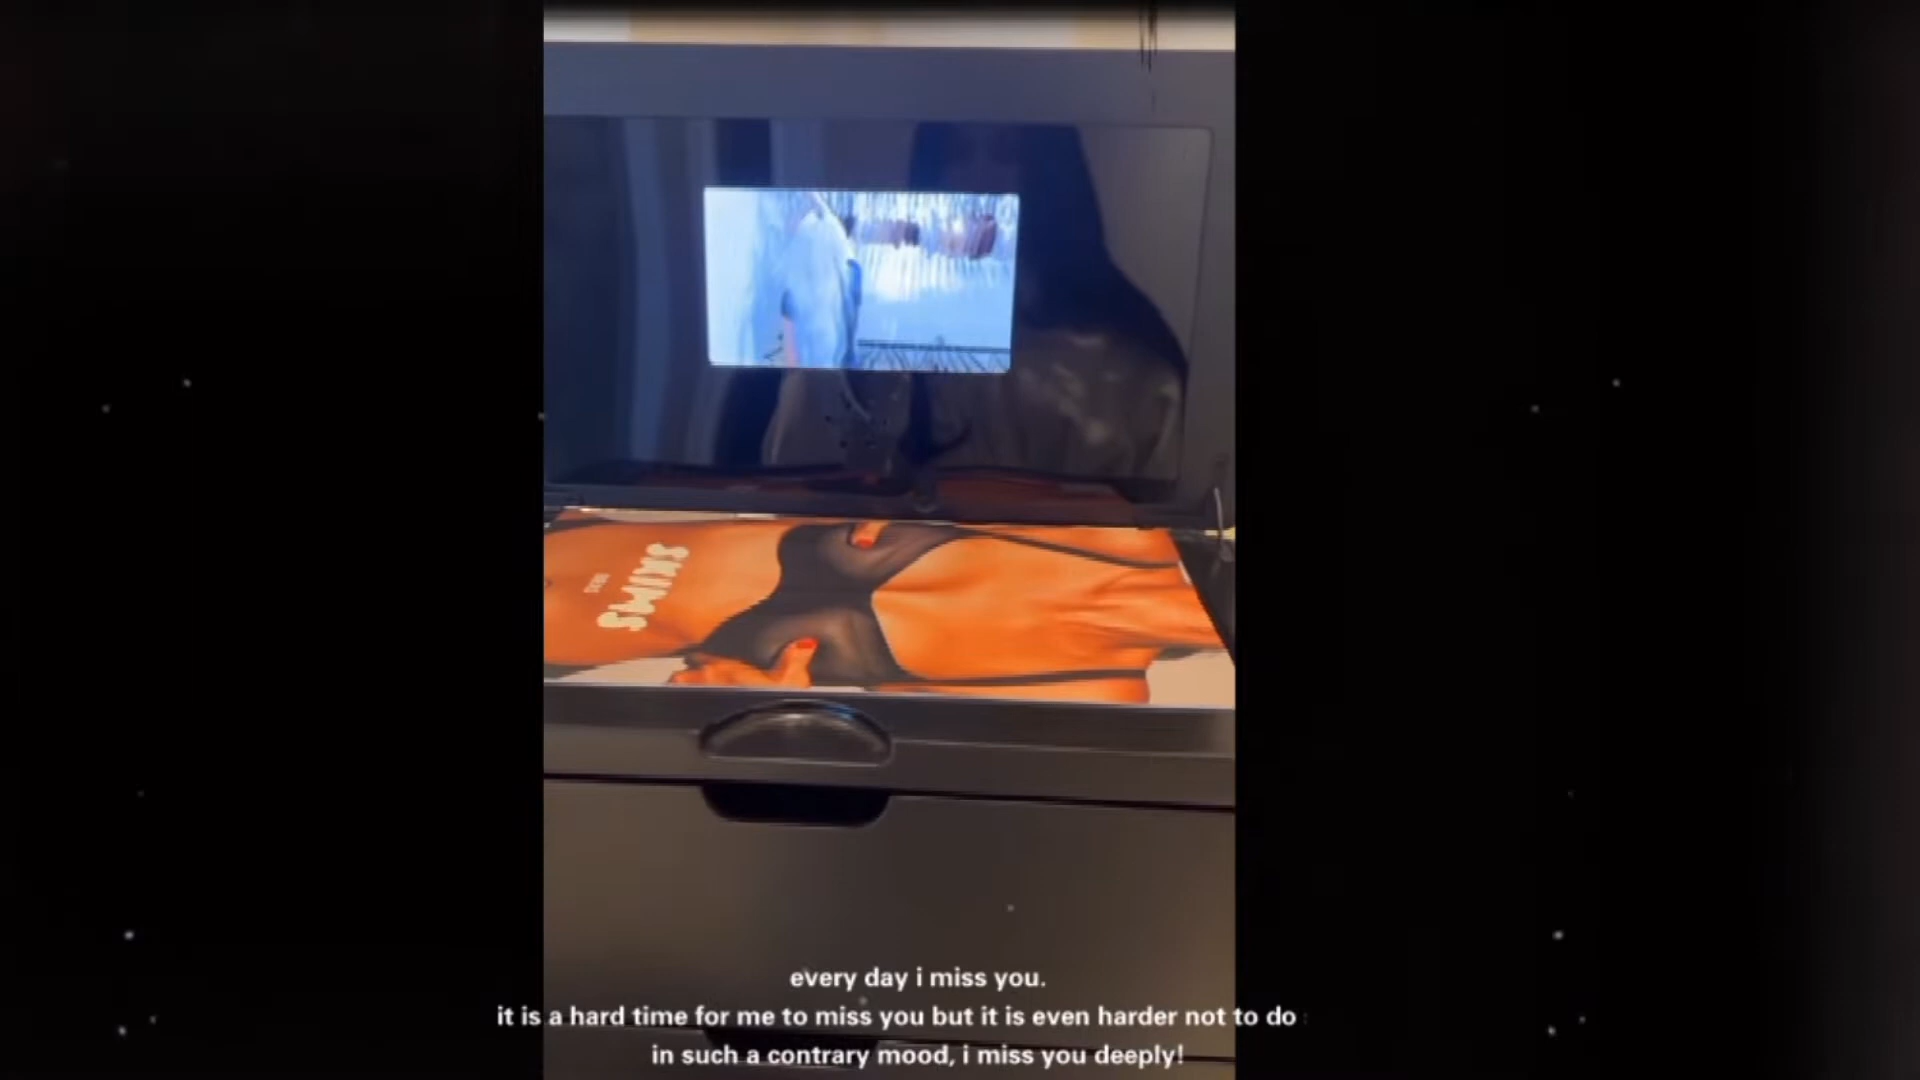 SKIMS
every day i miss you.
it is a hard time for me to miss you but it is even harder not to do
in such a contrary mood, i miss you deeply!